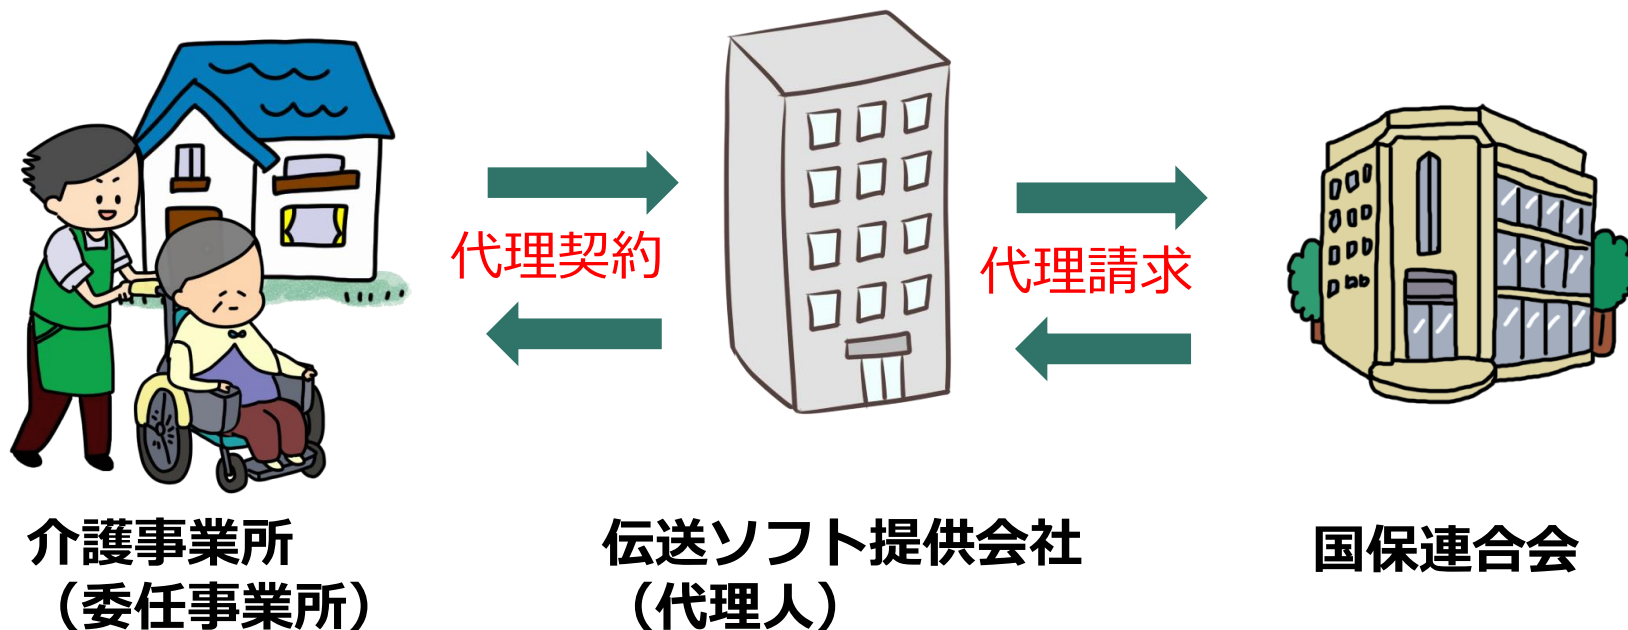 代理契約
代理請求
介護事業所
（委任事業所）
伝送ソフト提供会社
（代理人）
国保連合会